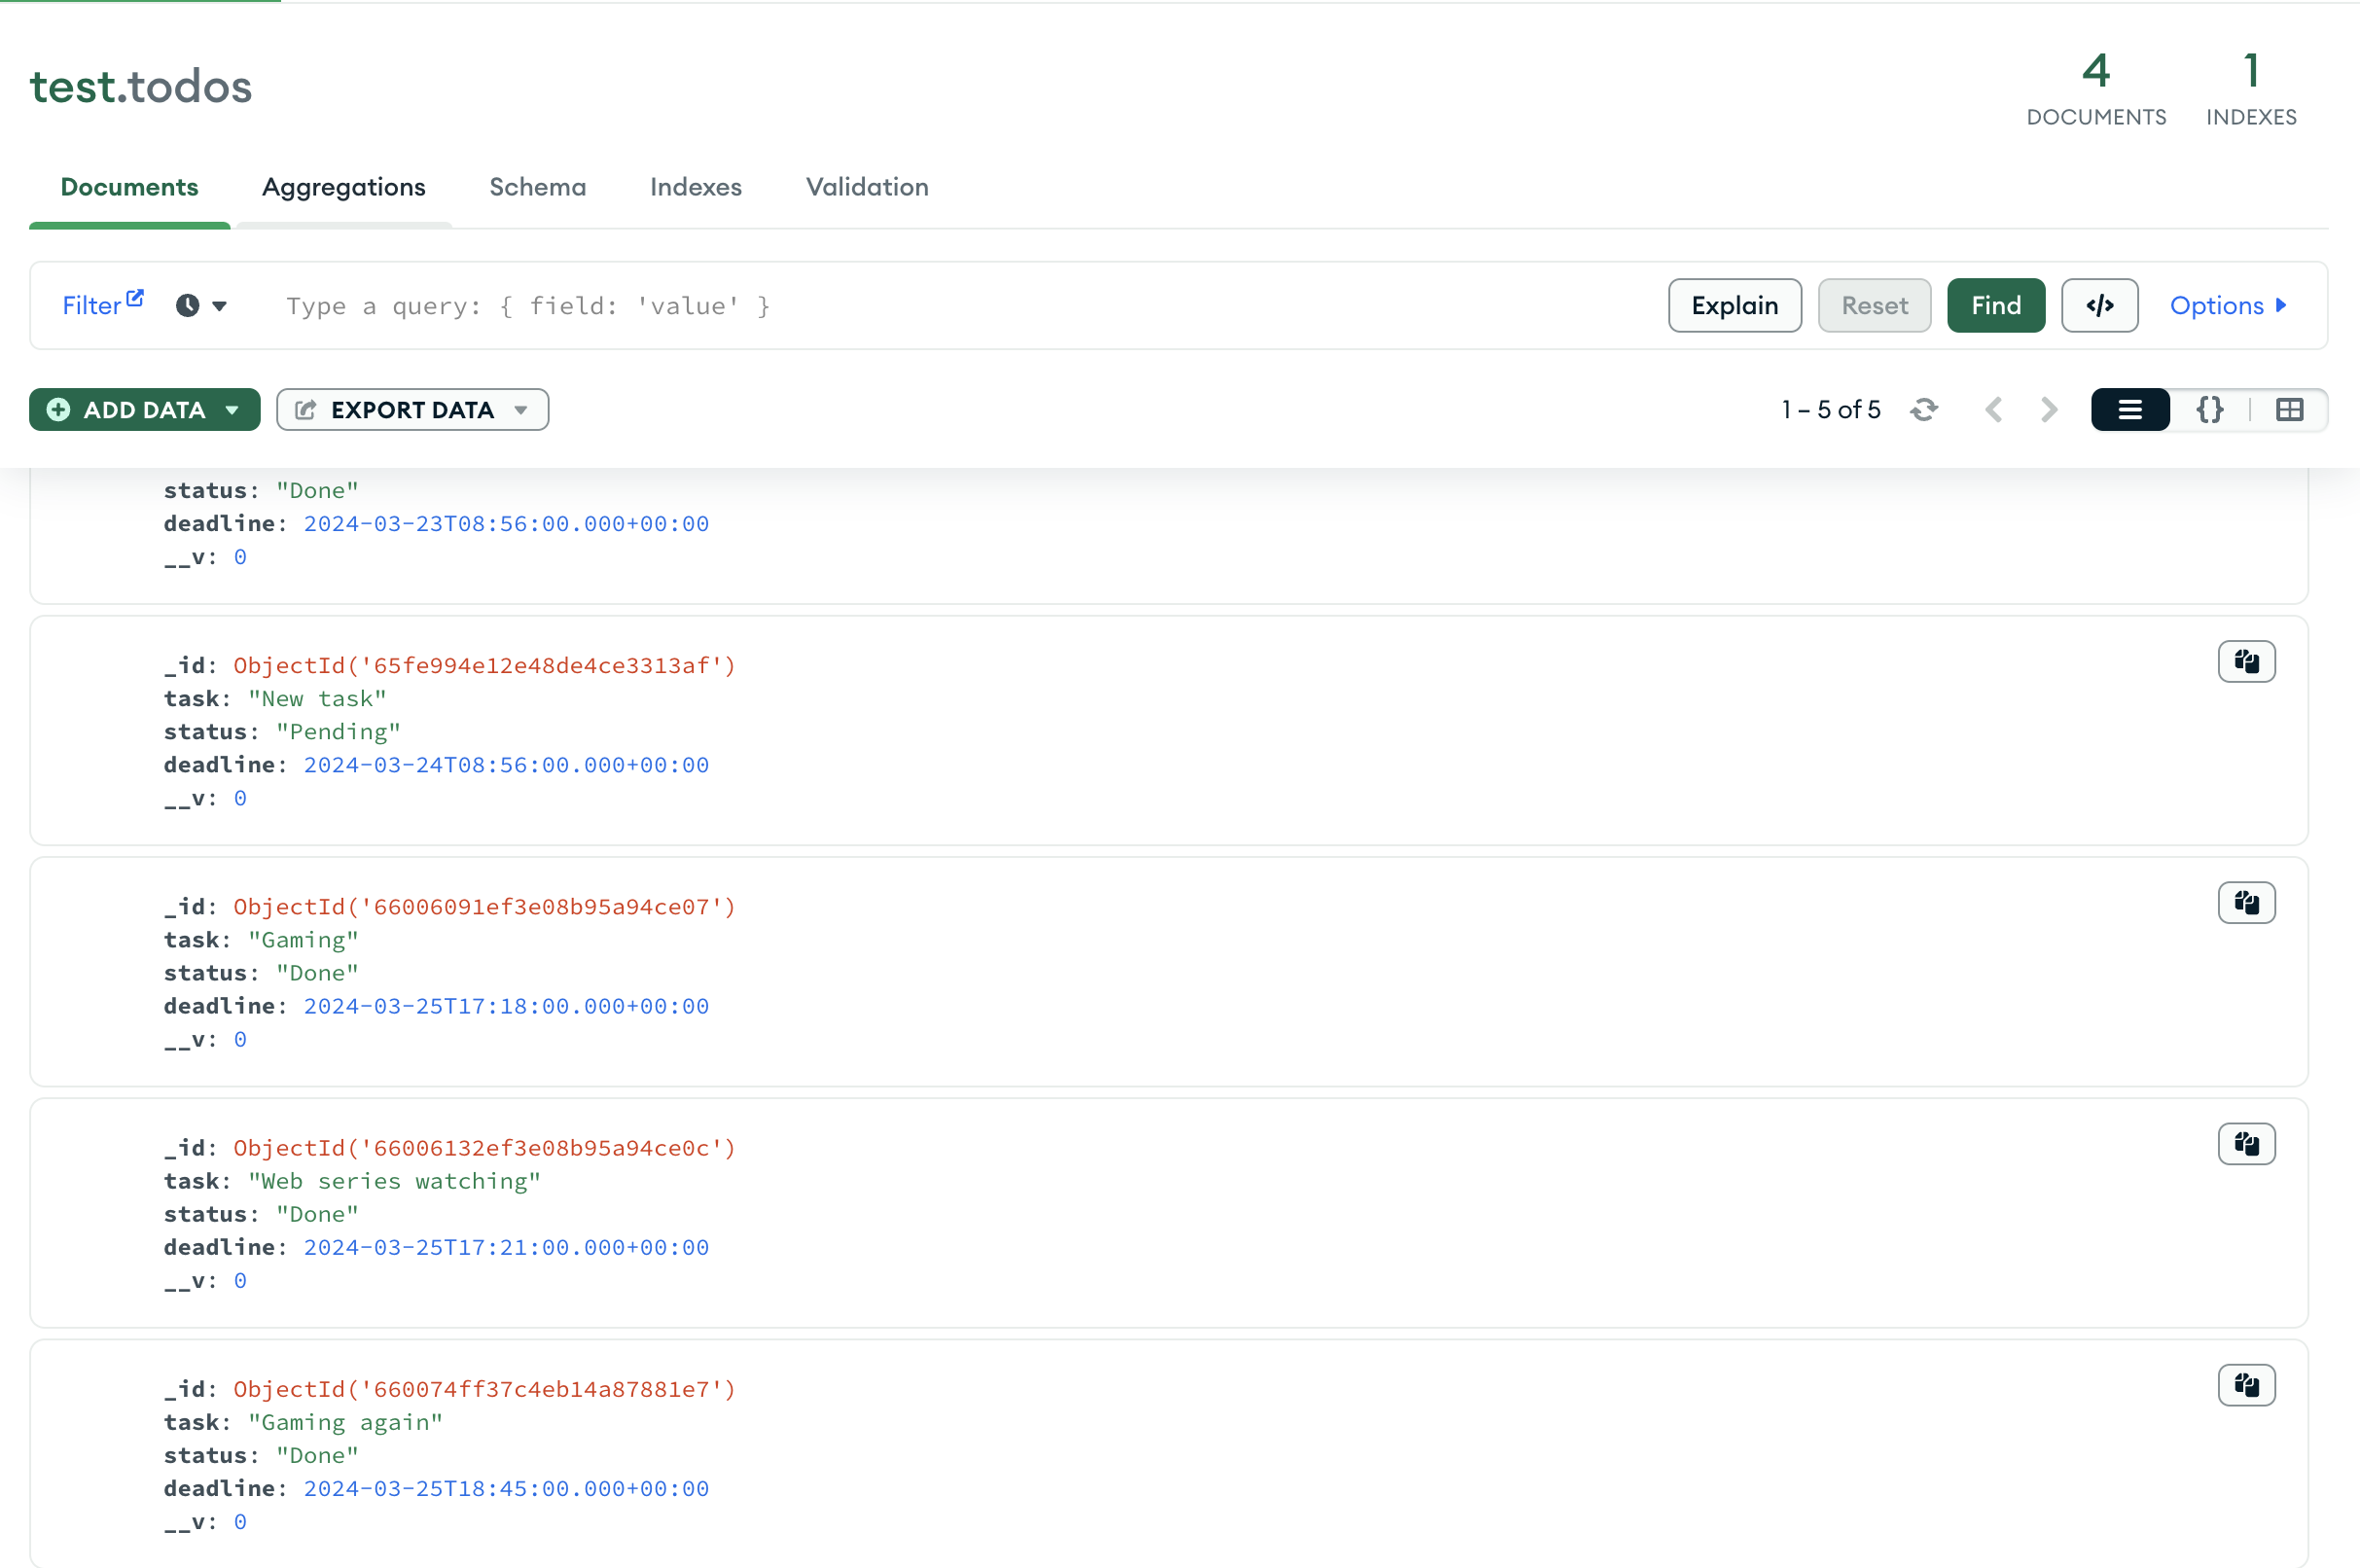 test.todos
4
DOCUMENTS
1
INDEXES
Documents Aggregations Schema Indexes Validation
Filter Type a query: { field: 'value' } Explain Reset Find </> Options
ADD DATA EXPORT DATA 1 – 5 of 5 {}
status: "Done"
deadline: 2024-03-23T08:56:00.000+00:00
__v: 0
_id: ObjectId('65fe994e12e48de4ce3313af')
task: "New task"
status: "Pending"
deadline: 2024-03-24T08:56:00.000+00:00
__v: 0
_id: ObjectId('66006091ef3e08b95a94ce07')
task: "Gaming"
status: "Done"
deadline: 2024-03-25T17:18:00.000+00:00
__v: 0
_id: ObjectId('66006132ef3e08b95a94ce0c')
task: "Web series watching"
status: "Done"
deadline: 2024-03-25T17:21:00.000+00:00
__v: 0
_id: ObjectId('660074ff37c4eb14a87881e7')
task: "Gaming again"
status: "Done"
deadline: 2024-03-25T18:45:00.000+00:00
__v: 0